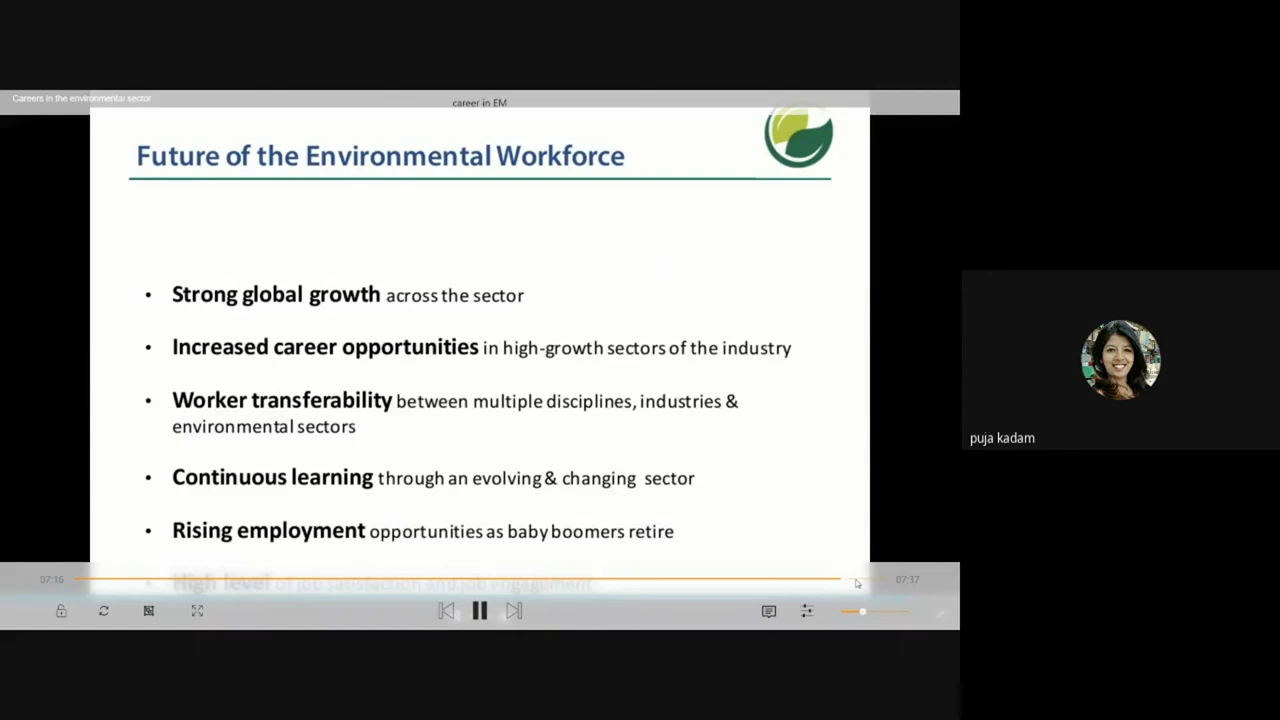 Careers in the environmental sector
career in EM
Future of the Environmental Workforce
• Strong global growth across the sector
• Increased career opportunities in high-growth sectors of the industry
• Worker transferability between multiple disciplines, industries &
environmental sectors
• Continuous learning through an evolving & changing sector
• Rising employment opportunities as baby boomers retire
• High level of job satisfaction and job engagement
07:16
07:37
puja kadam